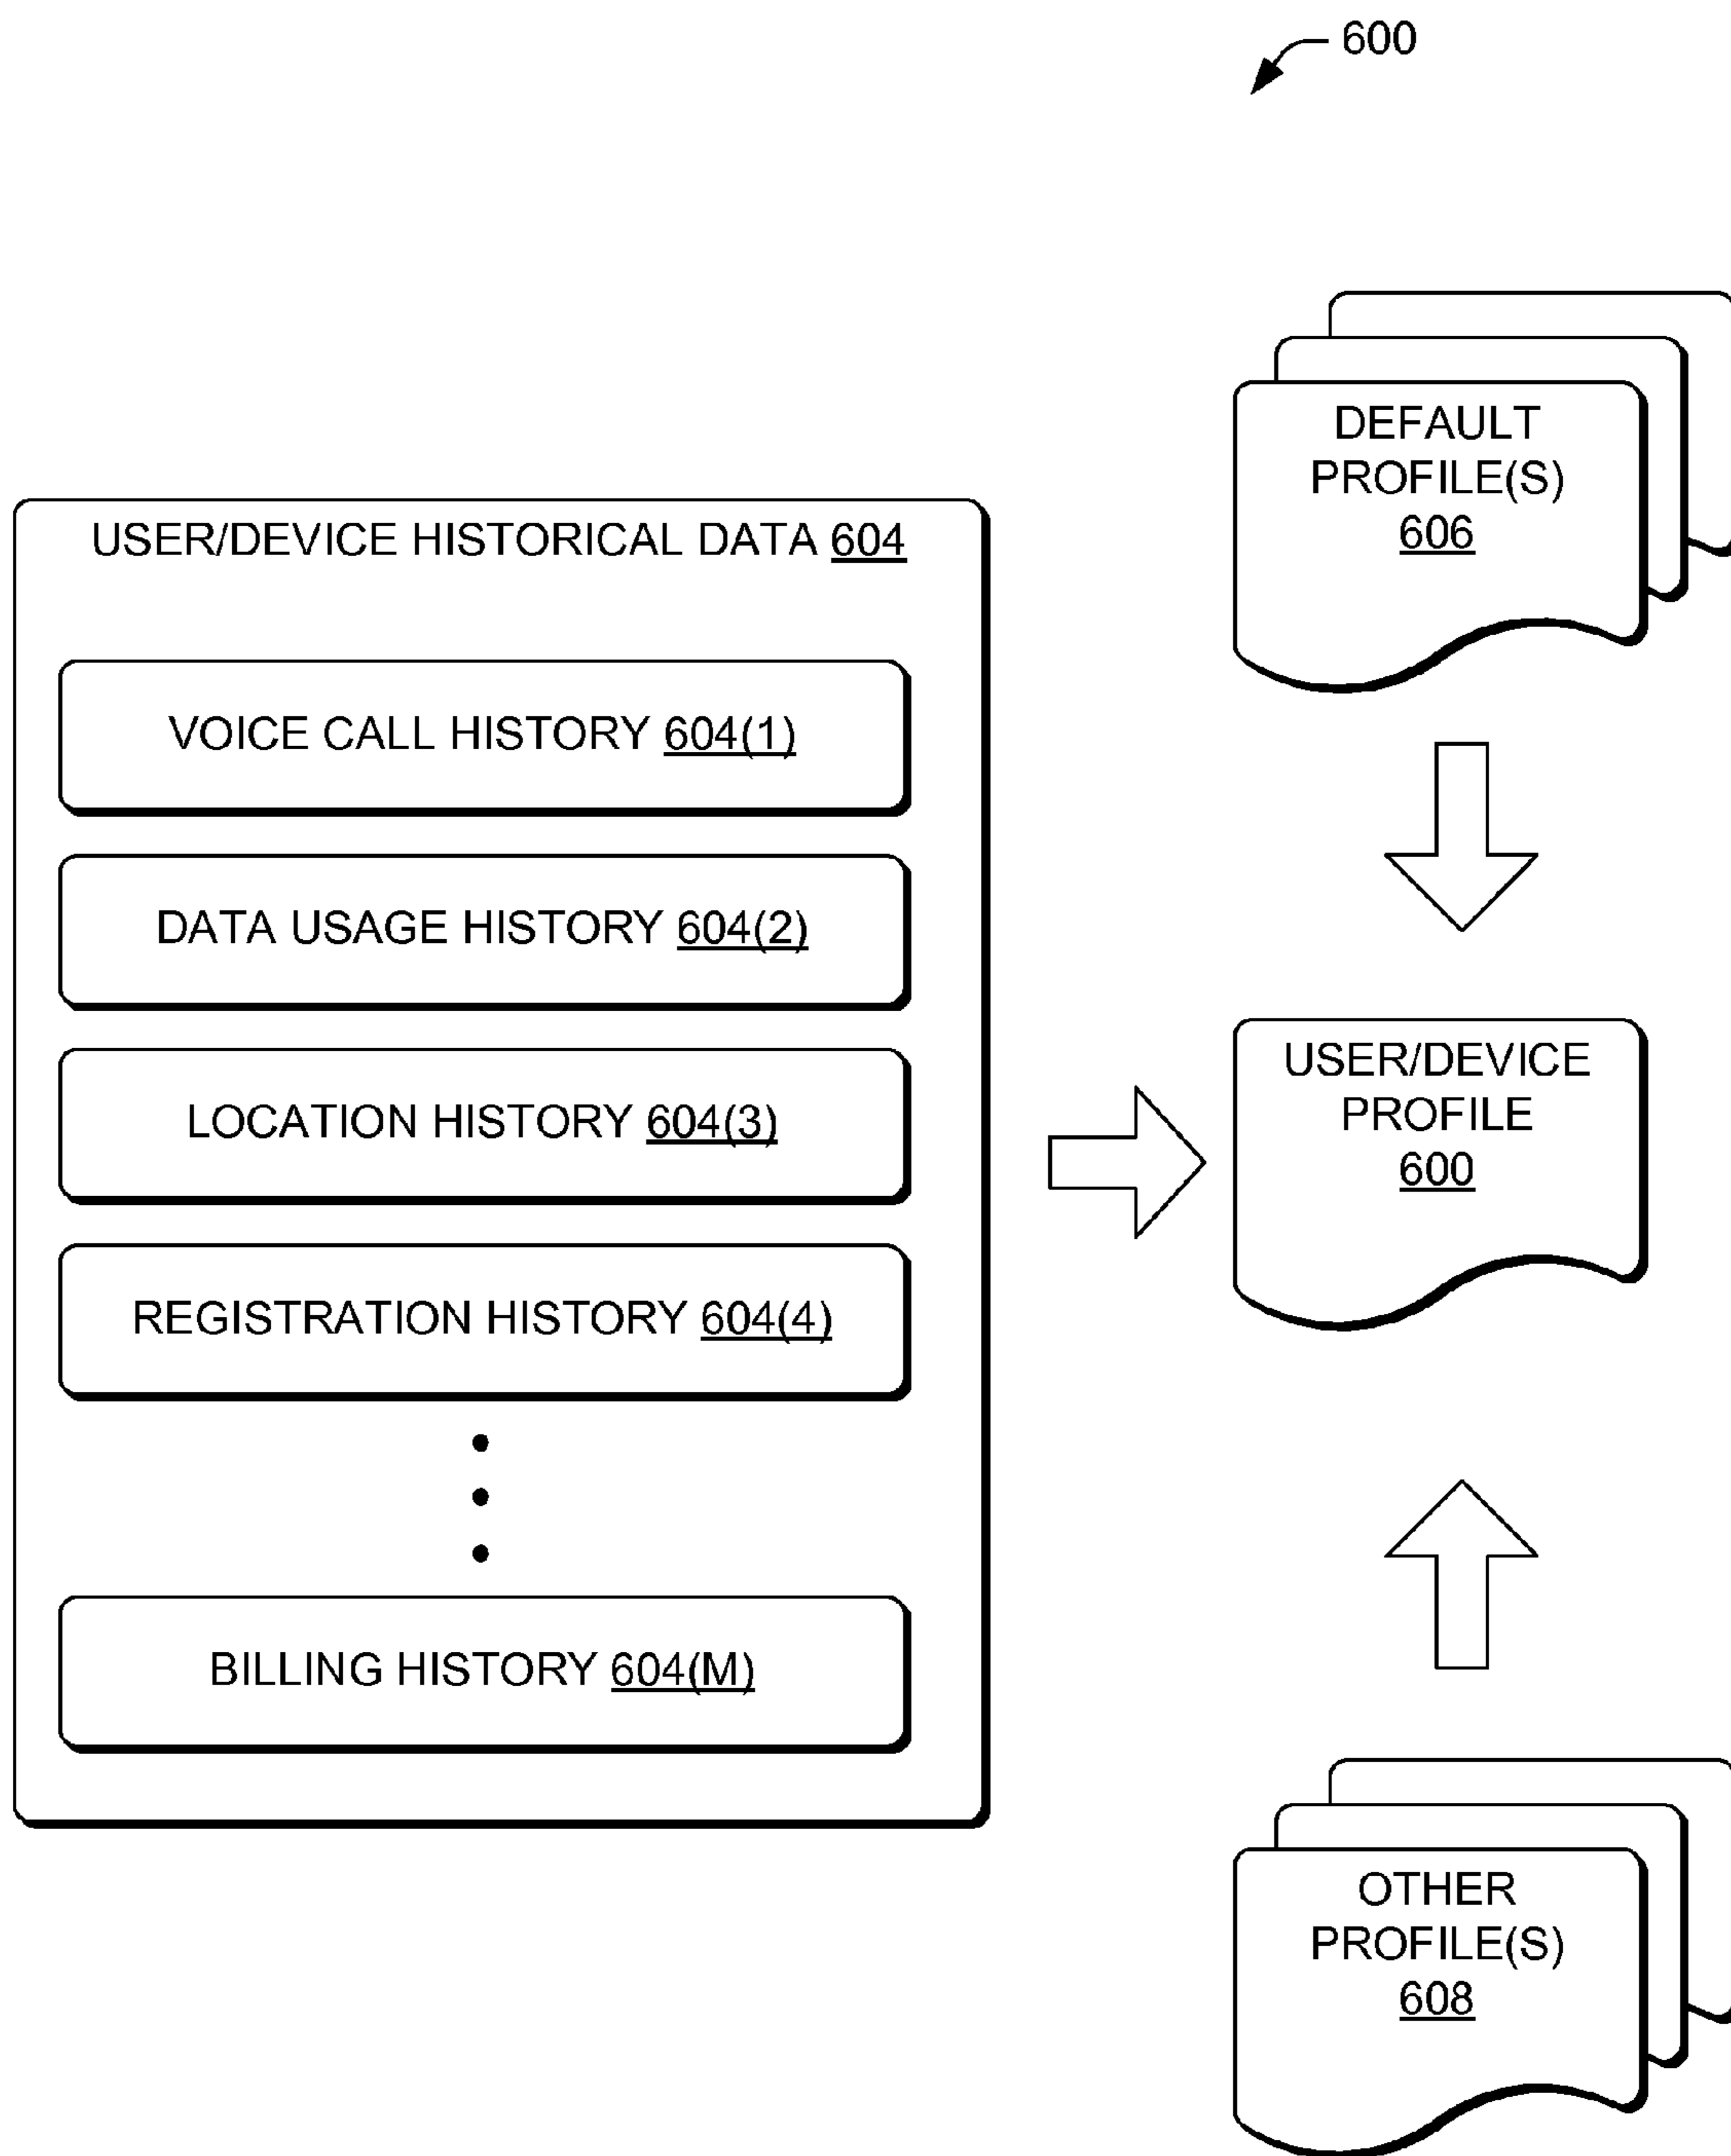 600
USER/DEVICE HISTORICAL DATA 604
VOICE CALL HISTORY 604(1)
DATA USAGE HISTORY 604(2)
LOCATION HISTORY 604(3)
REGISTRATION HISTORY 604(4)
BILLING HISTORY 604(M)
DEFAULT
PROFILE(S)
606
USER/DEVICE
PROFILE
600
OTHER
PROFILE(S)
608